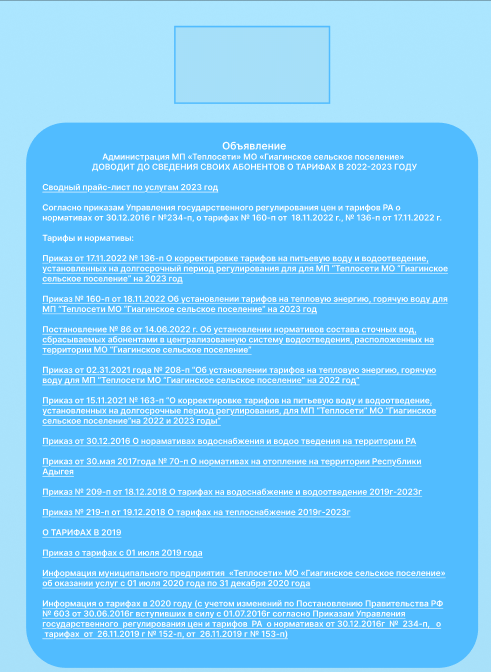 Объявление
Администрация МП «Теплосети» МО «Гиагинское сельское поселение»
ДОВОДИТ ДО СВЕДЕНИЯ СВОИХ АБОНЕНТОВ О ТАРИФАХ В 2022-2023 ГОДУ
Сводный прайс-лист по услугам 2023 год
Согласно приказам Управления государственного регулирования цен и тарифов РА о
нормативах от 30.12.2016 г №234-п, о тарифах № 160-п от 18.11.2022 г., № 136-п от 17.11.2022 г.
Тарифы и нормативы:
Приказ от 17.11.2022 № 136-п О корректировке тарифов на питьевую воду и водоотведение,
установленных на долгосрочный период регулирования для для МП "Теплосети МО "Гиагинское
сельское поселение" на 2023 год
Приказ № 160-п от 18.11.2022 Об установлении тарифов на тепловую энергию, горячую воду для
МП "Теплосети МО "Гиагинское сельское поселение" на 2023 год
Постановление № 86 от 14.06.2022 г. Об установлении нормативов состава сточных вод,
сбрасываемых абонентами в централизованную систему водоотведения, расположенных на
территории МО "Гиагинское сельское поселение"
Приказ от 02.31.2021 года № 208-п "Об установлении тарифов на тепловую энергию, горячую
воду для МП "Теплосети МО "Гиагинское сельское поселение" на 2022 год"
Приказ от 15.11.2021 № 163-п "О корректировке тарифов на питьевую воду и водоотведение,
установленных на долгосрочные период регулирования, для МП "Теплосети" МО "Гиагинское
сельское поселение"на 2022 и 2023 годы"
Приказ от 30.12.2016 О норамативах водоснабжения и водоо тведения на территории РА
Приказ от 30.мая 2017года № 70-п О нормативах на отопление на территории Республики
Адыгея
Приказ № 209-п от 18.12.2018 О тарифах на водоснабжение и водоотведение 2019г-2023г
Приказ № 219-п от 19.12.2018 О тарифах на теплоснабжение 2019г-2023г
О ТАРИФАХ В 2019
Приказ о тарифах с 01 июля 2019 года
Информация муниципального предприятия «Теплосети» МО «Гиагинское сельское поселение»
об оказании услуг с 01 июля 2020 года по 31 декабря 2020 года
Информация о тарифах в 2020 году (с учетом изменений по Постановлению Правительства РФ
№ 603 от 30.06.2016г вступивших в силу с 01.07.2016г согласно Приказам Управления
государственного регулирования цен и тарифов РА о нормативах от 30.12.2016г № 234-п, о
тарифах от 26.11.2019 г № 152-п, от 26.11.2019 г № 153-п)